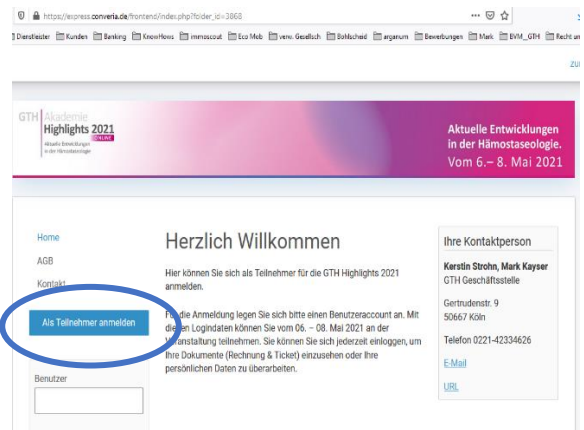 https://express.converia.de/frontend/index.php?folder_id=3868
Dienstleister Kunden Banking KnowHows immoscout Eco Mob verw. Gesellsch Bohlscheid arganum Bewerbungen Mark BVM_GTH Recht un
zu
GTH Akademie
Highlights 2021
ONLINE
Aktuelle Entwicklungen
in der Hämostaseologie
Aktuelle Entwicklungen
in der Hämostaseologie.
Vom 6.– 8. Mai 2021
Home
AGB
Kontakt
Als Teilnehmer anmelden
Benutzer
Herzlich Willkommen
Hier können Sie sich als Teilnehmer für die GTH Highlights 2021
anmelden.
Für die Anmeldung legen Sie sich bitte einen Benutzeraccount an. Mit
diesen Logindaten können Sie vom 06. – 08. Mai 2021 an der
Veranstaltung teilnehmen. Sie können Sie sich jederzeit einloggen, um
Ihre Dokumente (Rechnung & Ticket) einzusehen oder Ihre
persönlichen Daten zu überarbeiten.
Ihre Kontaktperson
Kerstin Strohn, Mark Kayser
GTH Geschäftsstelle
Gertrudenstr. 9
50667 Köln
Telefon 0221-42334626
E-Mail
URL